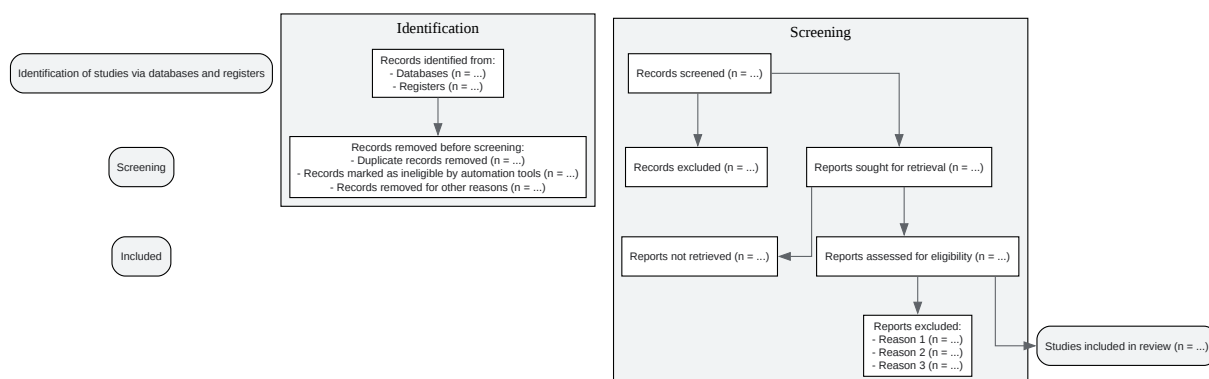 Identification of studies via databases and registers
Screening
Included
Identification
Records identified from:
- Databases (n = ...)
- Registers (n = ...)
Records removed before screening:
- Duplicate records removed (n = ...)
- Records marked as ineligible by automation tools (n = ...)
- Records removed for other reasons (n = ...)
Screening
Records screened (n = ...)
Records excluded (n = ...)
Reports sought for retrieval (n = ...)
Reports not retrieved (n = ...)
Reports assessed for eligibility (n = ...)
Reports excluded:
- Reason 1 (n = ...)
- Reason 2 (n = ...)
- Reason 3 (n = ...)
Studies included in review (n = ...)